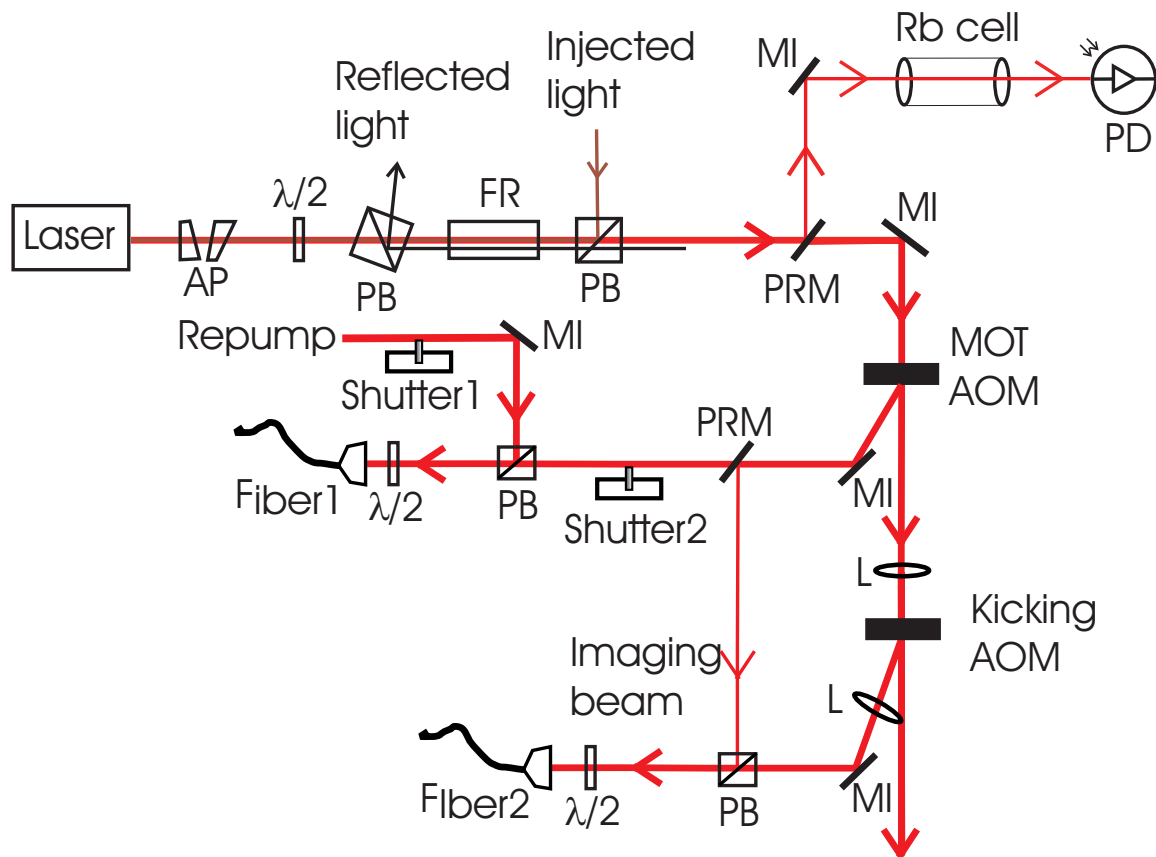 Rb cell
MI
Injected
light
Reflected
light
PD
λ/2
FR
MI
Laser
AP
PB
PB
PRM
Repump
MI
MOT
AOM
Shutter1
PRM
Fiber1
λ/2
PB
MI
Shutter2
L
Kicking
AOM
Imaging
beam
L
FIber2
λ/2
PB
MI